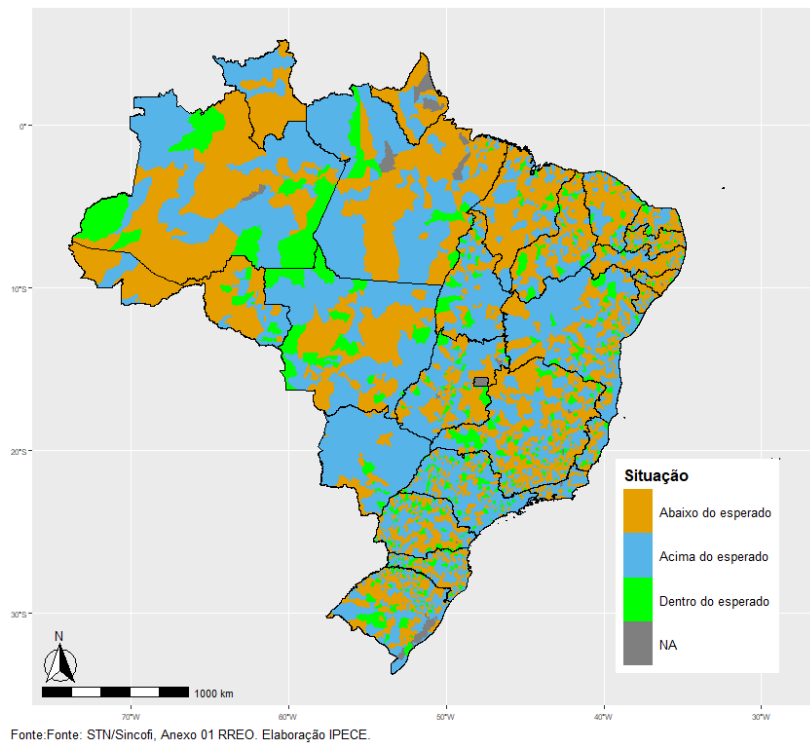 0°
10°S
20°S
30°S
Situação
Abaixo do esperado
Acima do esperado
Dentro do esperado
NA
N
1000 km
70°W
60°W
50°W
40°W
30°W
Fonte:Fonte: STN/Sincofi, Anexo 01 RREO. Elaboração IPECE.